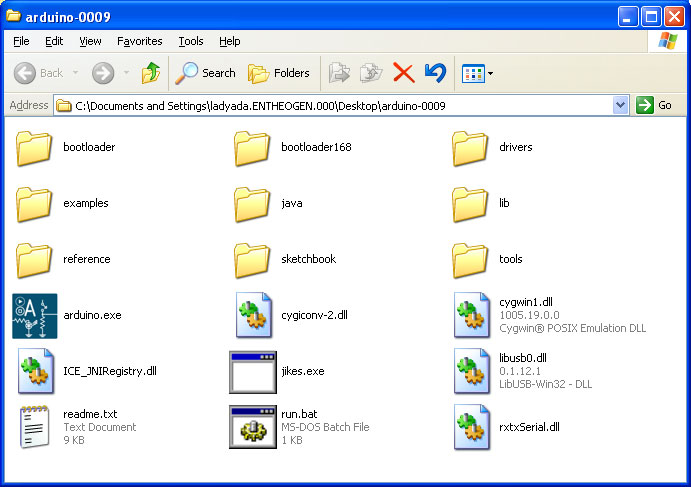 arduino-0009
File Edit View Favorites Tools Help
Back Search Folders
Address C:\Documents and Settings\ladyada.ENTHEOGEN.000\Desktop\arduino-0009 Go
bootloader
bootloader168
drivers
examples
java
lib
reference
sketchbook
tools
arduino.exe
cygiconv-2.dll
cygwin1.dll
1005.19.0.0
Cygwin® POSIX Emulation DLL
ICE_JNIRegistry.dll
jikes.exe
libusb0.dll
0.1.12.1
LibUSB-Win32 - DLL
readme.txt
Text Document
9 KB
run.bat
MS-DOS Batch File
1 KB
rxtxSerial.dll